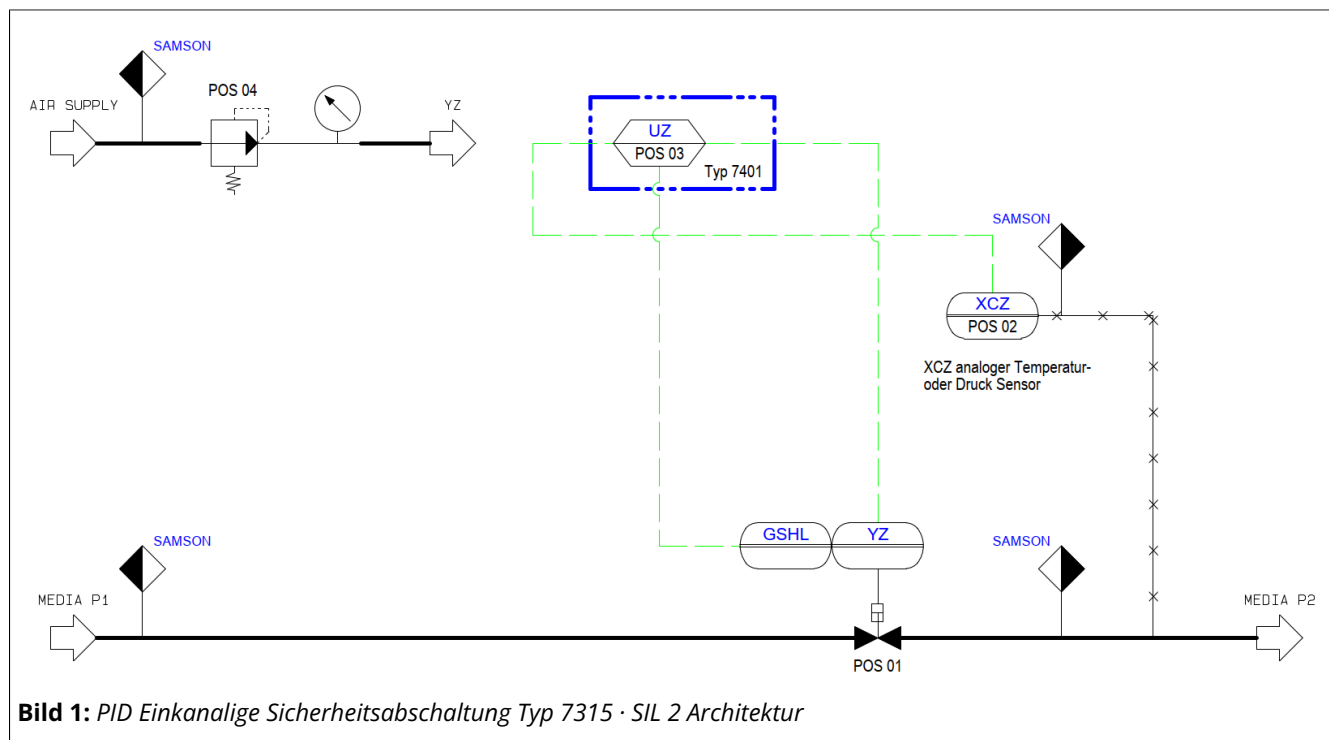 SAMSON
POS 04
AIR SUPPLY
YZ
UZ
POS 03
Typ 7401
SAMSON
XCZ
POS 02
XCZ analoger Temperatur-
oder Druck Sensor
GSHL
YZ
SAMSON
SAMSON
MEDIA P1
MEDIA P2
POS 01
Bild 1: PID Einkanalige Sicherheitsabschaltung Typ 7315 · SIL 2 Architektur